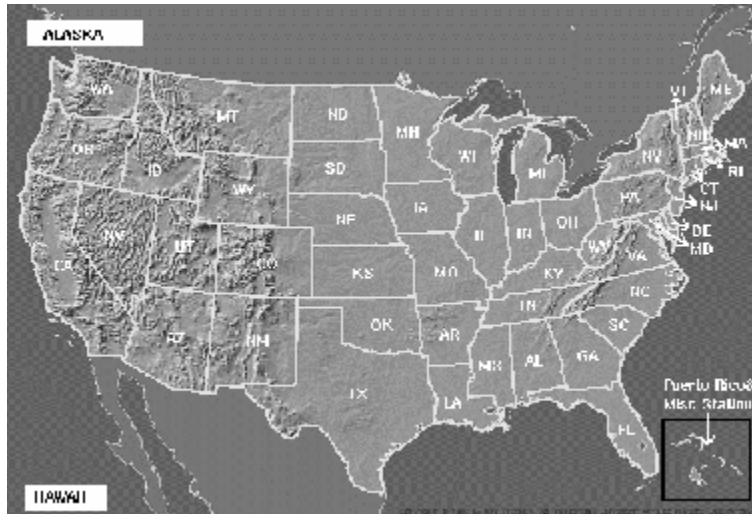 ALASKA
WA
MT
ND
MN
VT
ME
NH
MA
RI
CT
NJ
DE
MD
OR
ID
WY
SD
WI
MI
NY
PA
NV
UT
CO
NE
IA
IL
IN
OH
WV
VA
CA
KS
MO
KY
NC
TN
AZ
NM
OK
AR
SC
MS
AL
GA
TX
LA
FL
Puerto Rico&
Misc Station
HAWAII